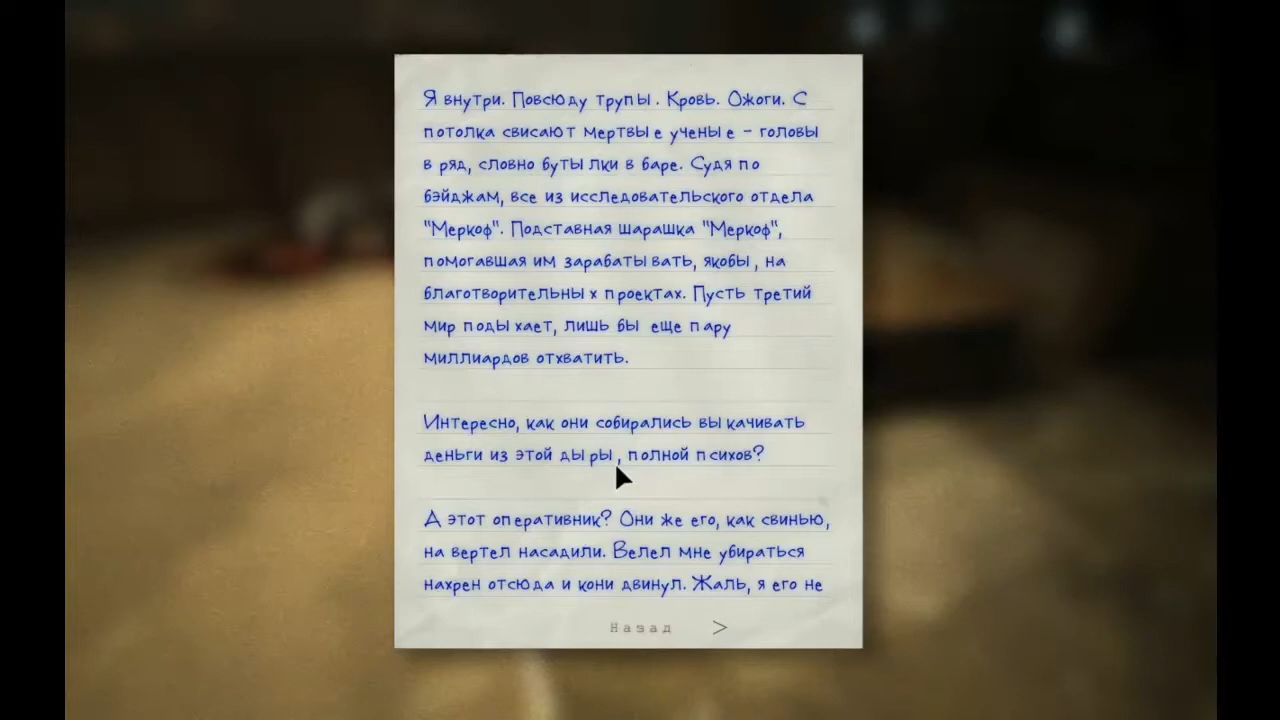 Я внутри. Повсюду трупы. Кровь. Ожоги. С
потолка свисают мертвые ученые - головы
в ряд, словно бутылки в баре. Судя по
бэйджам, все из исследовательского отдела
"Меркоф". Подставная шарашка "Меркоф",
помогавшая им зарабатывать, якобы, на
благотворительных проектах. Пусть третий
мир подыхает, лишь бы еще пару
миллиардов отхватить.
Интересно, как они собирались выкачивать
деньги из этой дыры, полной психов?
А этот оперативник? Они же его, как свинью,
на вертел насадили. Велел мне убираться
нахрен отсюда и кони двинул. Жаль, я его не
Назад >